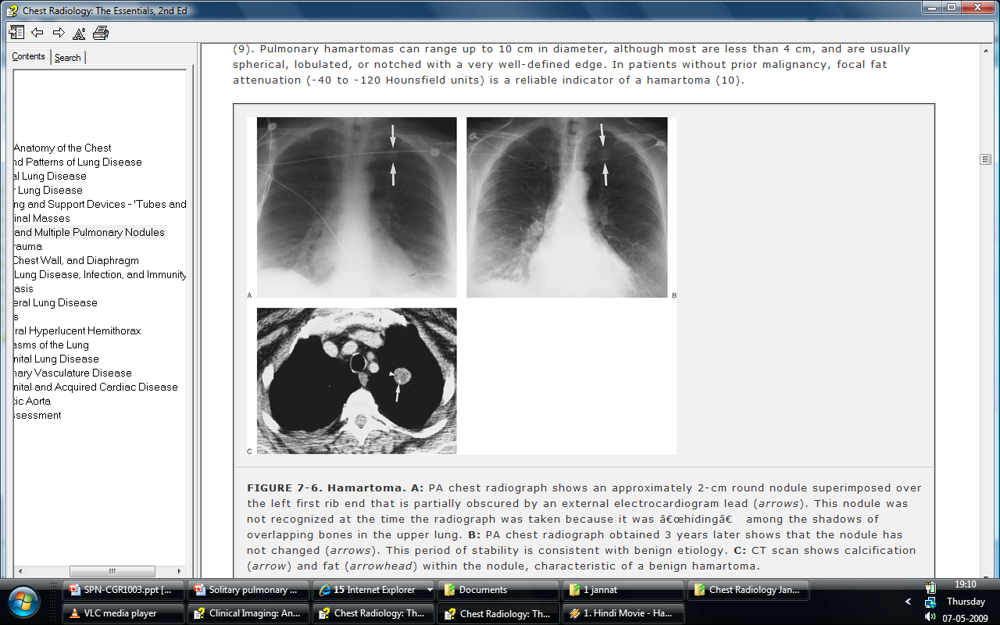 Chest Radiology: The Essentials, 2nd Ed
Contents
Search
Anatomy of the Chest
nd Patterns of Lung Disease
al Lung Disease
r Lung Disease
ng and Support Devices - 'Tubes and
inal Masses
and Multiple Pulmonary Nodules
rauma
Chest Wall, and Diaphragm
Lung Disease, Infection, and Immunity
asis
eral Lung Disease
s
ral Hyperlucent Hemithorax
asms of the Lung
nital Lung Disease
nary Vasculature Disease
nital and Acquired Cardiac Disease
cic Aorta
ssessment
(9). Pulmonary hamartomas can range up to 10 cm in diameter, although most are less than 4 cm, and are usually
spherical, lobulated, or notched with a very well-defined edge. In patients without prior malignancy, focal fat
attenuation (-40 to -120 Hounsfield units) is a reliable indicator of a hamartoma (10).
A
B
C
FIGURE 7-6. Hamartoma. A: PA chest radiograph shows an approximately 2-cm round nodule superimposed over
the left first rib end that is partially obscured by an external electrocardiogram lead (arrows). This nodule was
not recognized at the time the radiograph was taken because it was â€œhidingâ€ among the shadows of
overlapping bones in the upper lung. B: PA chest radiograph obtained 3 years later shows that the nodule has
not changed (arrows). This period of stability is consistent with benign etiology. C: CT scan shows calcification
(arrow) and fat (arrowhead) within the nodule, characteristic of a benign hamartoma.
SPN-CGR1003.ppt [...
Solitary pulmonary ...
15 Internet Explorer
Documents
1 jannat
Chest Radiology Jan...
19:10
VLC media player
Clinical Imaging: An...
Chest Radiology: Th...
Chest Radiology: Th...
1. Hindi Movie - Ha...
Thursday
07-05-2009